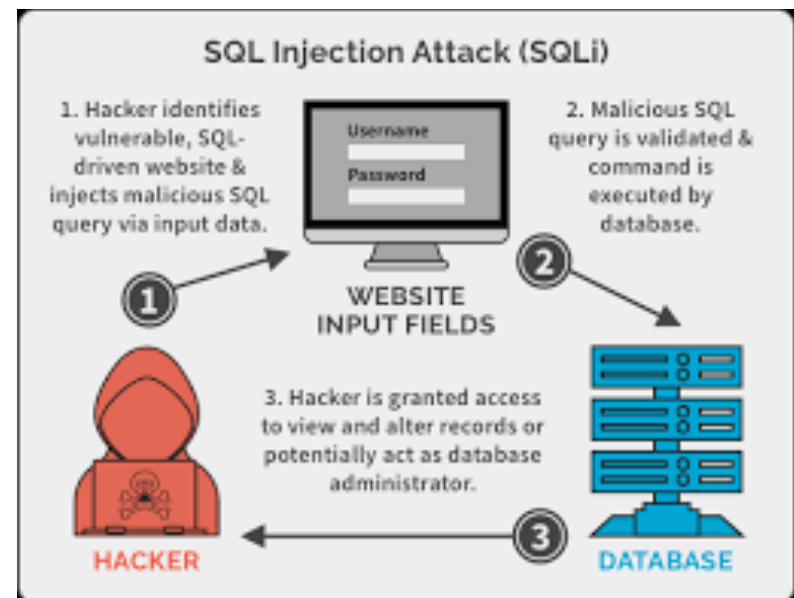 SQL Injection Attack (SQLi)
1. Hacker identifies
vulnerable, SQL-
driven website &
injects malicious SQL
query via input data.
Username
Password
2. Malicious SQL
query is validated &
command is
executed by
database.
1
2
WEBSITE
INPUT FIELDS
3. Hacker is granted access
to view and alter records or
potentially act as database
administrator.
3
HACKER
DATABASE